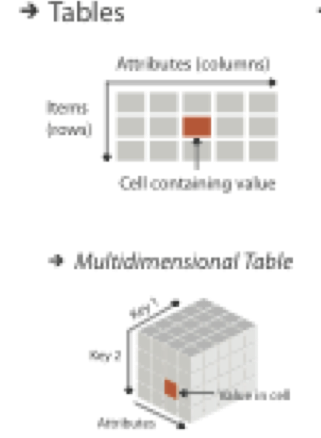 → Tables
Attributes (columns)
Items
(rows)
Cell containing value
→ Multidimensional Table
Key 1
Key 2
Value in cell
Attributes